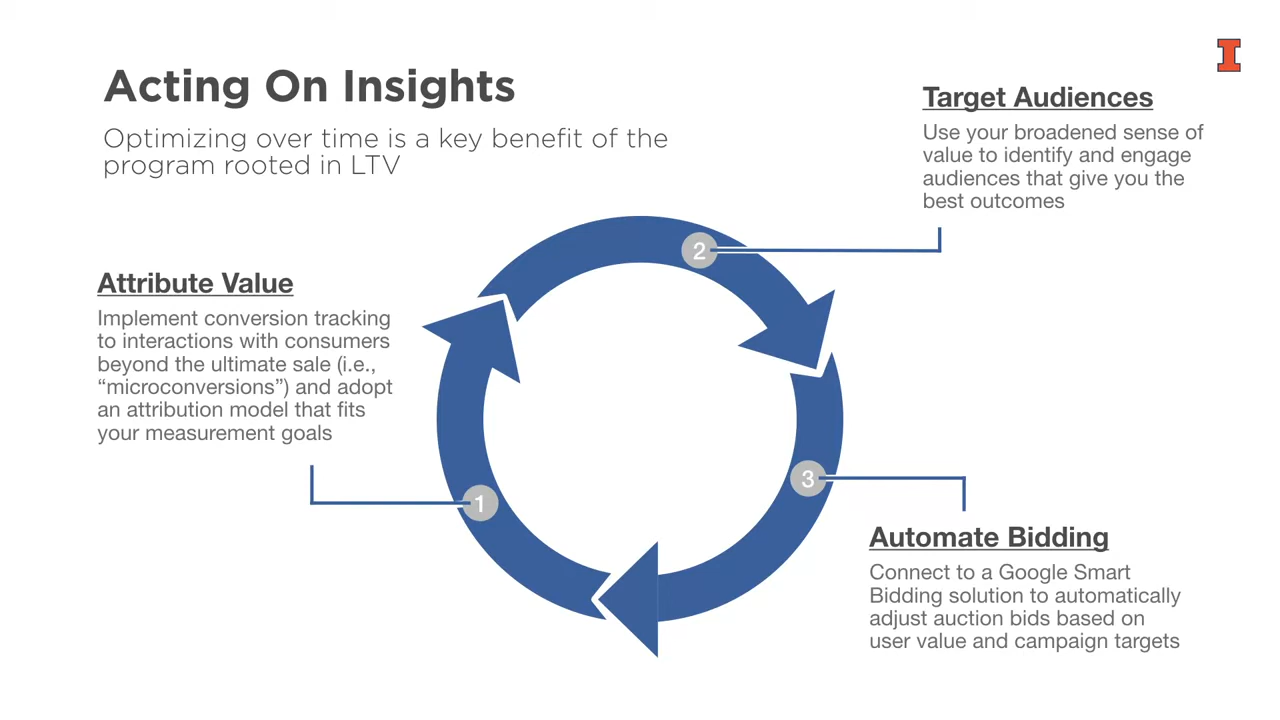 Acting On Insights
Optimizing over time is a key benefit of the
program rooted in LTV
Attribute Value
Implement conversion tracking
to interactions with consumers
beyond the ultimate sale (i.e.,
“microconversions”) and adopt
an attribution model that fits
your measurement goals
1
Target Audiences
Use your broadened sense of
value to identify and engage
audiences that give you the
best outcomes
2
3
Automate Bidding
Connect to a Google Smart
Bidding solution to automatically
adjust auction bids based on
user value and campaign targets
I